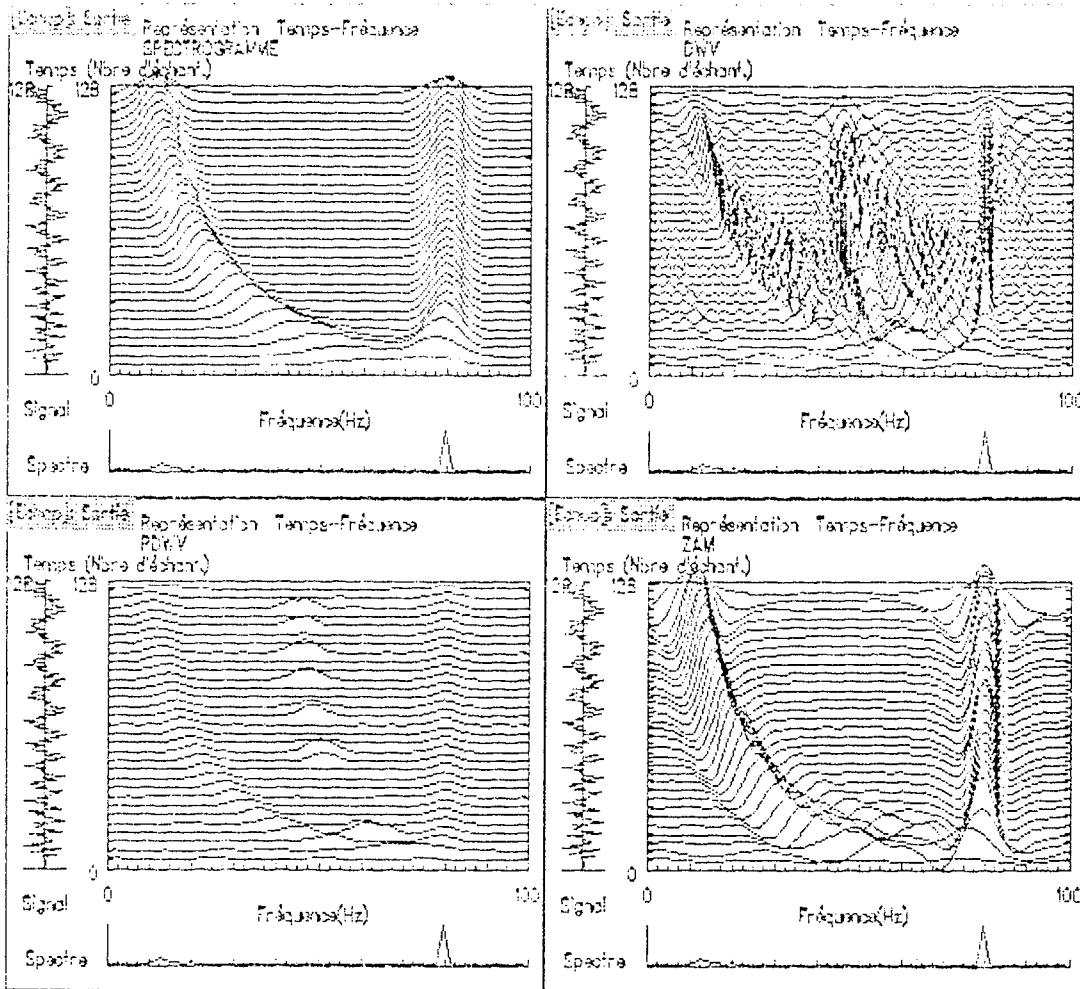 Représentation Temps-Fréquence
SPECTROGRAMME
Temps (Nbre d'échant.)
128
128
0
Signal
0
100
Fréquence(Hz)
Spectre
Représentation Temps-Fréquence
DWV
Temps (Nbre d'échant.)
128
128
0
Signal
0
100
Fréquence(Hz)
Spectre
Représentation Temps-Fréquence
PDWV
Temps (Nbre d'échant.)
128
128
0
Signal
0
100
Fréquence(Hz)
Spectre
Représentation Temps-Fréquence
ZAM
Temps (Nbre d'échant.)
128
128
0
Signal
0
100
Fréquence(Hz)
Spectre